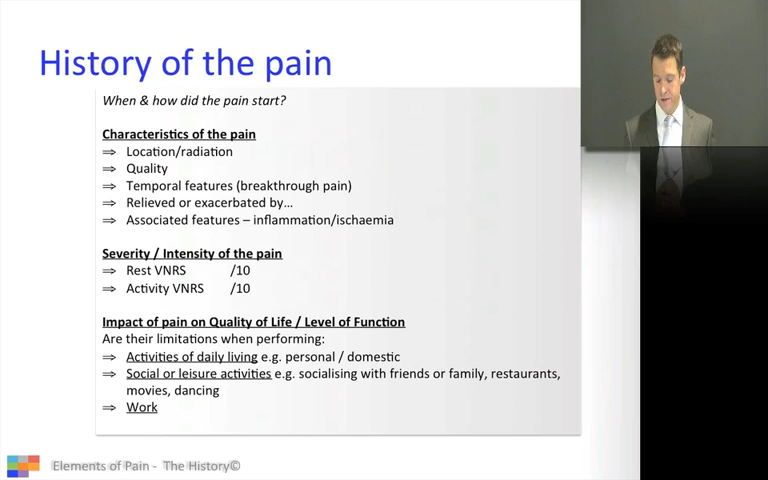 History of the pain
When & how did the pain start?
Characteristics of the pain
⇒ Location/radiation
⇒ Quality
⇒ Temporal features (breakthrough pain)
⇒ Relieved or exacerbated by...
⇒ Associated features – inflammation/ischaemia
Severity / Intensity of the pain
⇒ Rest VNRS /10
⇒ Activity VNRS /10
Impact of pain on Quality of Life / Level of Function
Are their limitations when performing:
⇒ Activities of daily living e.g. personal / domestic
⇒ Social or leisure activities e.g. socialising with friends or family, restaurants,
movies, dancing
⇒ Work
Elements of Pain - The History©